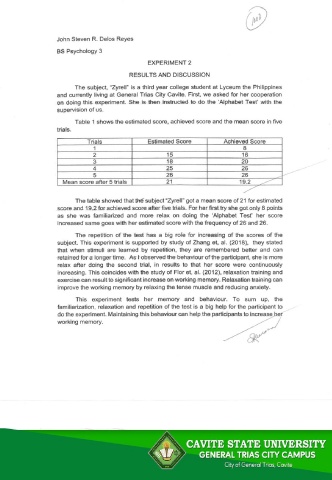 John Steven R. Delos Reyes
BS Psychology 3
EXPERIMENT 2
RESULTS AND DISCUSSION
The subject, "Zyrell" is a third year college student at Lyceum the Philippines
and currently living at General Trias City Cavite. First, we asked for her cooperation
on doing this experiment. She is then instructed to do the 'Alphabet Test' with the
supervision of us.
Table 1 shows the estimated score, achieved score and the mean score in five
trials.
Trials Estimated Score Achieved Score
1 8
2 15 16
3 18 20
4 25 26
5 26 26
Mean score after 5 trials 21 19.2
The table showed that the subject "Zyrell" got a mean score of 21 for estimated
score and 19.2 for achieved score after five trials. For her first try she got only 8 points
as she was familiarized and more relax on doing the 'Alphabet Test' her score
increased same goes with her estimated score with the frequency of 26 and 26.
The repetition of the test has a big role for increasing of the scores of the
subject. This experiment is supported by study of Zhang et, al. (2018), they stated
that when stimuli are learned by repetition, they are remembered better and can
retained for a longer time. As I observed the behaviour of the participant, she is more
relax after doing the second trial, in results to that her score were continuously
increasing. This coincides with the study of Flor et, al. (2012), relaxation training and
exercise can result to significant increase on working memory. Relaxation training can
improve the working memory by relaxing the tense muscle and reducing anxiety.
This experiment tests her memory and behaviour. To sum up, the
familiarization, relaxation and repetition of the test is a big help for the participant to
do the experiment. Maintaining this behaviour can help the participants to increase her
working memory.
CAVITE STATE UNIVERSITY
GENERAL TRIAS CITY CAMPUS
City of General Trias, Cavite